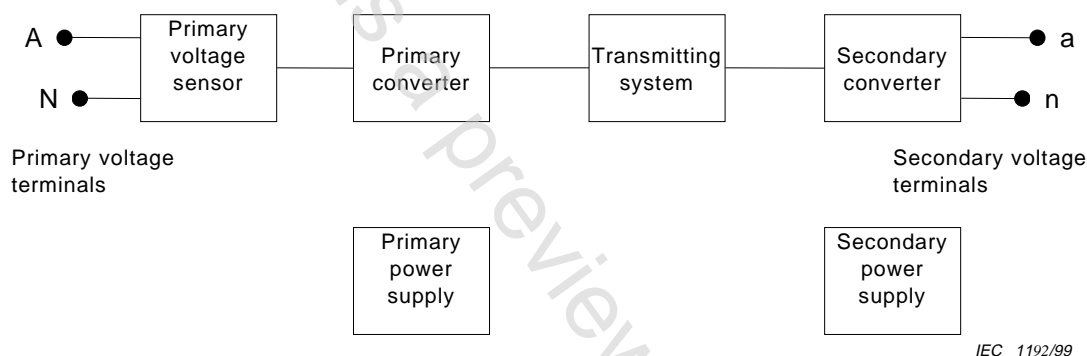 A
Primary
voltage
sensor
Primary
converter
Transmitting
system
Secondary
converter
a
N
n
Primary voltage
terminals
Secondary voltage
terminals
Primary
power
supply
Secondary
power
supply
IEC 1192/99
s a preview